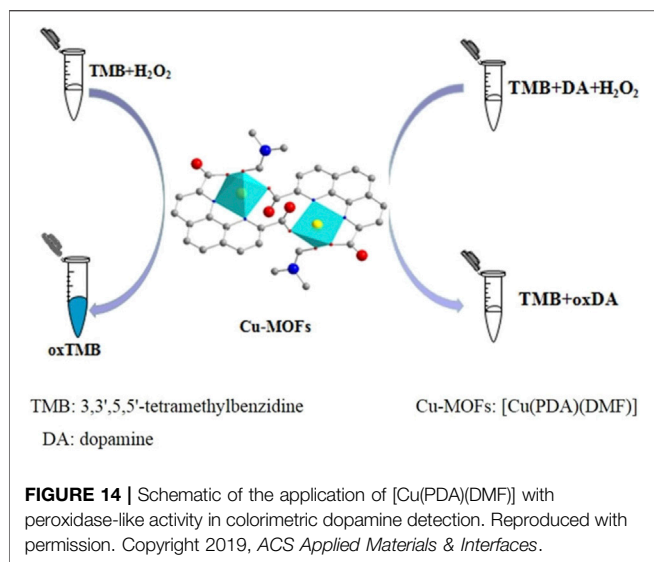 TMB+H₂O₂
TMB+DA+H₂O₂
Cu-MOFs
oxTMB
TMB+oxDA
TMB: 3,3',5,5'-tetramethylbenzidine
Cu-MOFs: [Cu(PDA)(DMF)]
DA: dopamine
FIGURE 14 | Schematic of the application of [Cu(PDA)(DMF)] with
peroxidase-like activity in colorimetric dopamine detection. Reproduced with
permission. Copyright 2019, ACS Applied Materials & Interfaces.